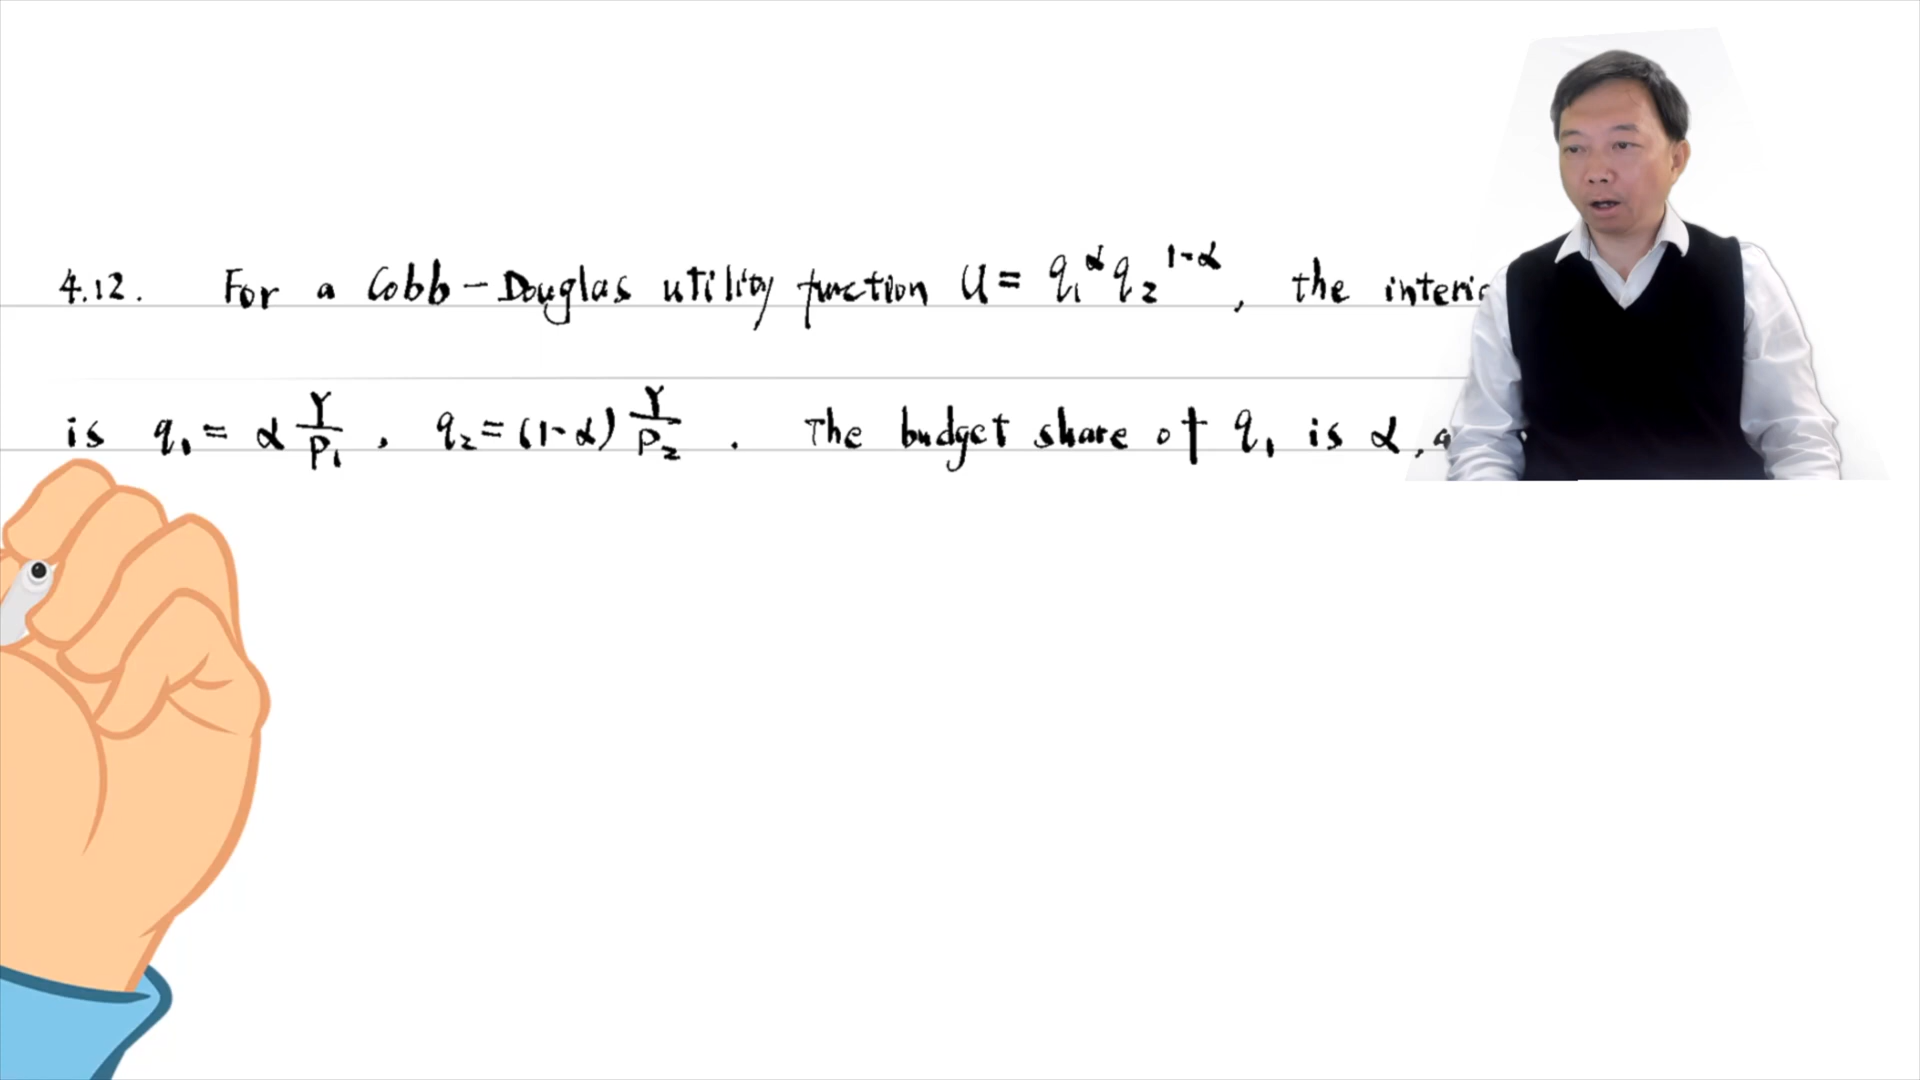 4.12. For a Cobb-Douglas utility function U = q₁^α q₂^(1-α), the
is q₁ = α Y/P₁, q₂ = (1-α) Y/P₂. The budget share of q₁ is α,